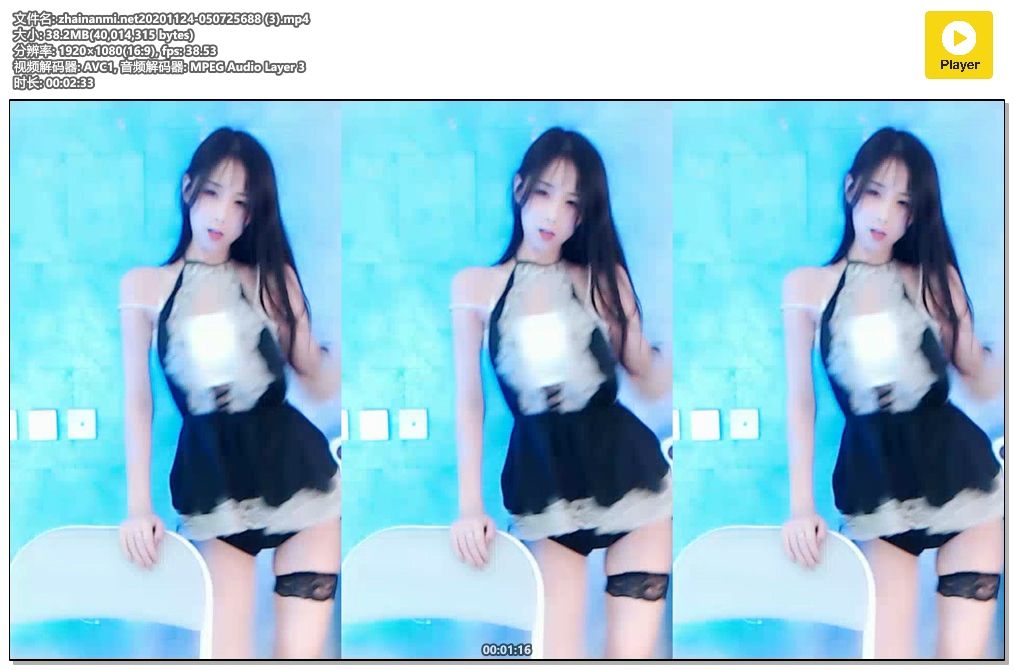 文件名: zhainanmi.net20201124-050725688 (3).mp4
大小: 38.2MB(40,014,315 bytes)
分辨率: 1920×1080(16:9), fps: 38.53
视频解码器: AVC1, 音频解码器: MPEG Audio Layer 3
时长: 00:02:33
Player
00:01:16